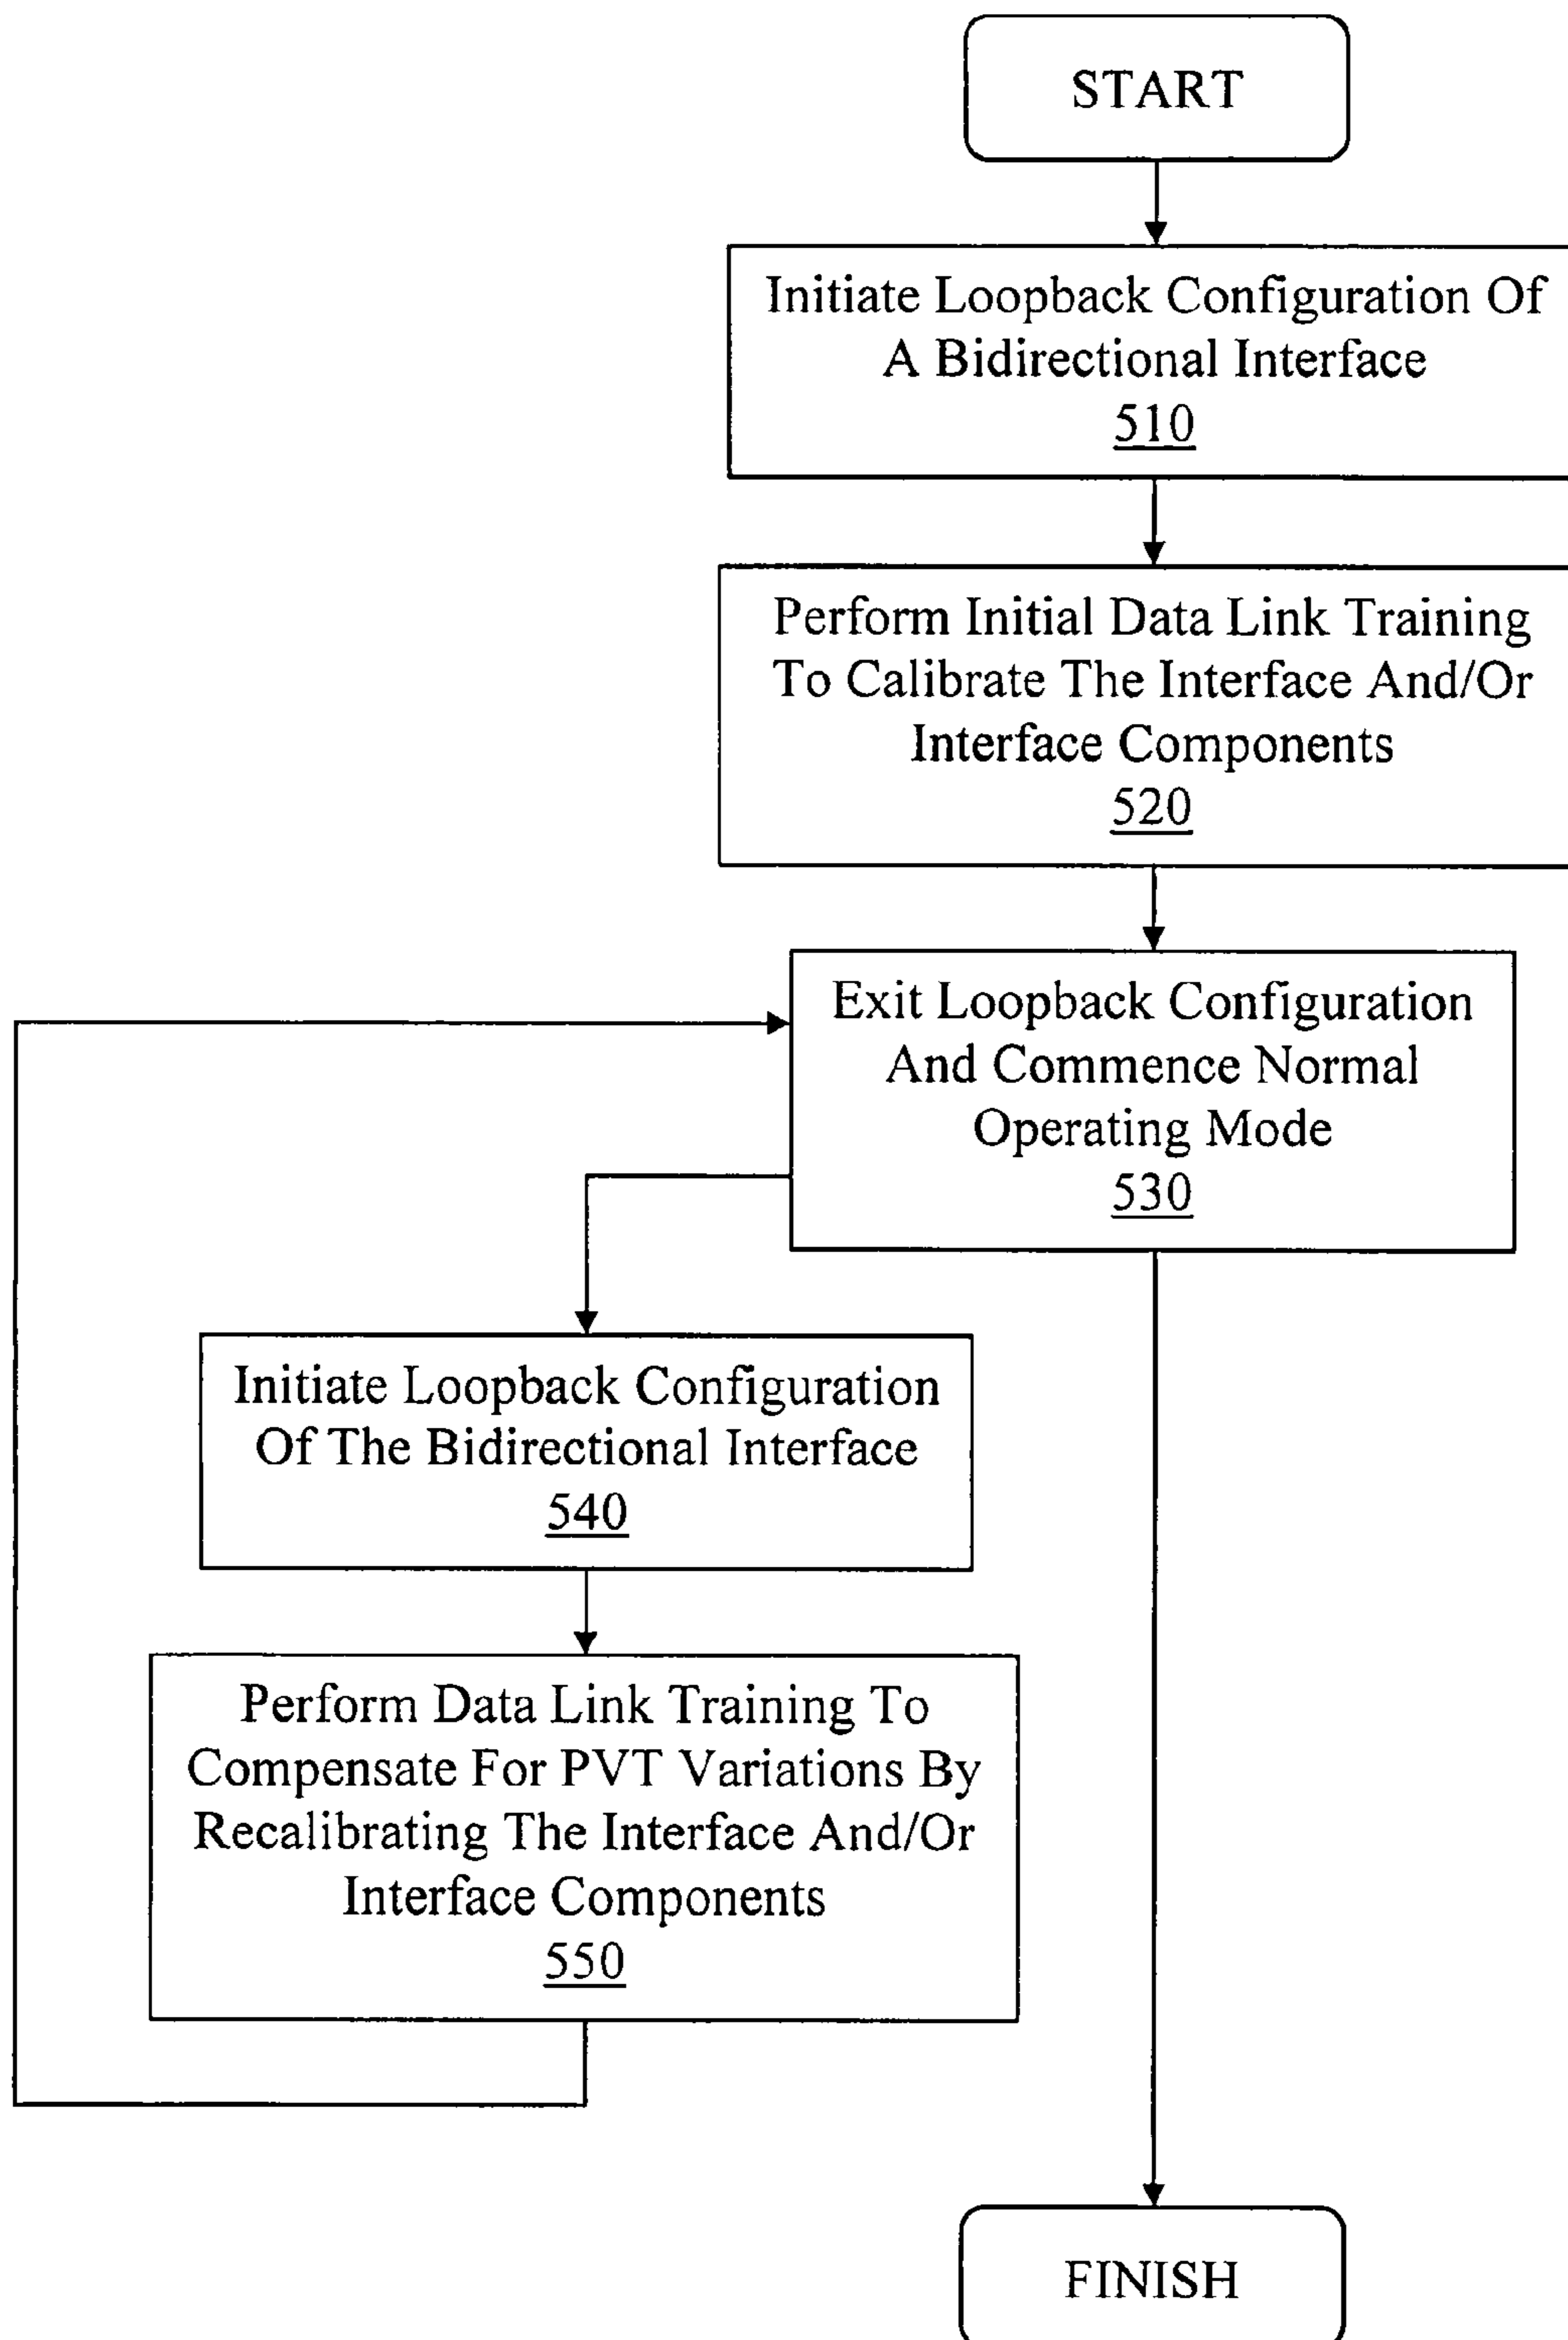 START
Initiate Loopback Configuration Of
A Bidirectional Interface
510
Perform Initial Data Link Training
To Calibrate The Interface And/Or
Interface Components
520
Exit Loopback Configuration
And Commence Normal
Operating Mode
530
Initiate Loopback Configuration
Of The Bidirectional Interface
540
Perform Data Link Training To
Compensate For PVT Variations By
Recalibrating The Interface And/Or
Interface Components
550
FINISH